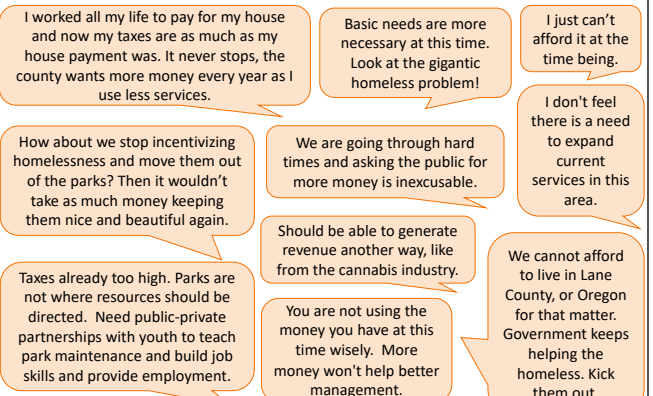 I worked all my life to pay for my house
and now my taxes are as much as my
house payment was. It never stops, the
county wants more money every year as I
use less services.
Basic needs are more
necessary at this time.
Look at the gigantic
homeless problem!
I just can’t
afford it at the
time being.
How about we stop incentivizing
homelessness and move them out
of the parks? Then it wouldn’t
take as much money keeping
them nice and beautiful again.
We are going through hard
times and asking the public for
more money is inexcusable.
I don't feel
there is a need
to expand
current
services in this
area.
Should be able to generate
revenue another way, like
from the cannabis industry.
Taxes already too high. Parks are
not where resources should be
directed.  Need public-private
partnerships with youth to teach
park maintenance and build job
skills and provide employment.
You are not using the
money you have at this
time wisely.  More
money won't help better
management.
We cannot afford
to live in Lane
County, or Oregon
for that matter.
Government keeps
helping the
homeless. Kick
them out